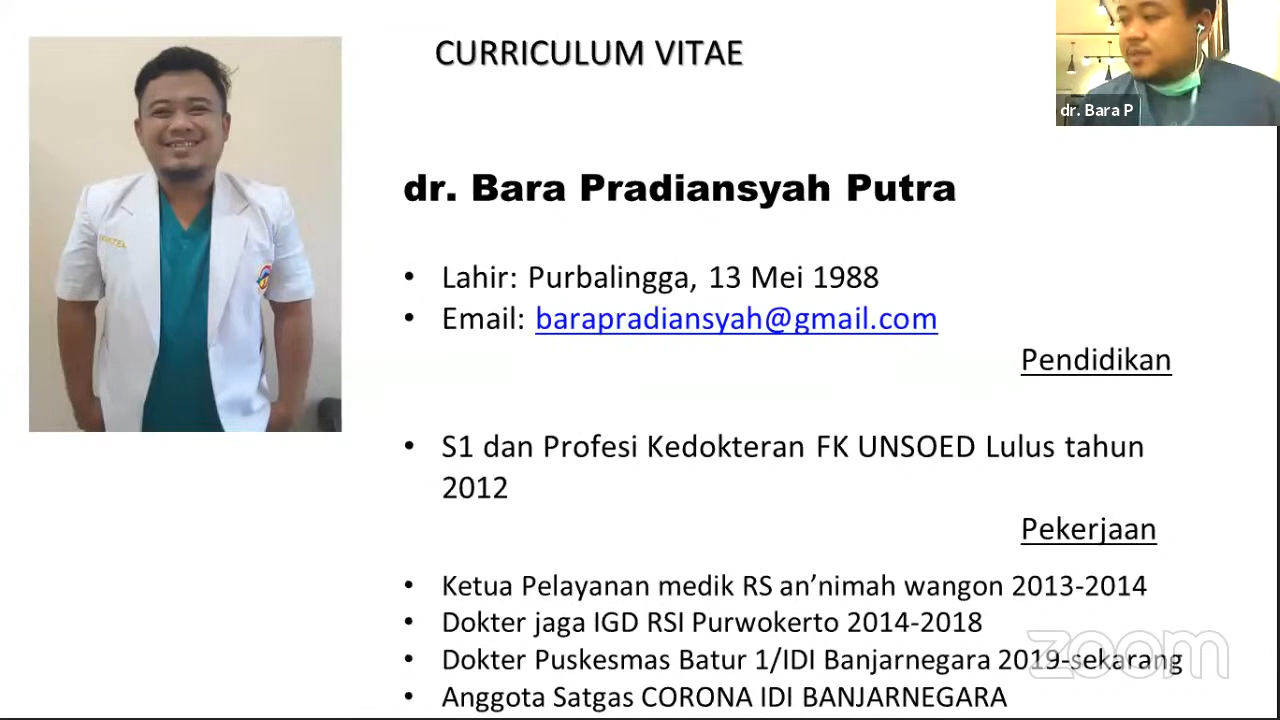 CURRICULUM VITAE
dr. Bara P
dr. Bara Pradiansyah Putra
• Lahir: Purbalingga, 13 Mei 1988
• Email: barapradiansyah@gmail.com
Pendidikan
• S1 dan Profesi Kedokteran FK UNSOED Lulus tahun
2012
Pekerjaan
• Ketua Pelayanan medik RS an’nimah wangon 2013-2014
• Dokter jaga IGD RSI Purwokerto 2014-2018
• Dokter Puskesmas Batur 1/IDI Banjarnegara 2019-sekarang
• Anggota Satgas CORONA IDI BANJARNEGARA
zoom